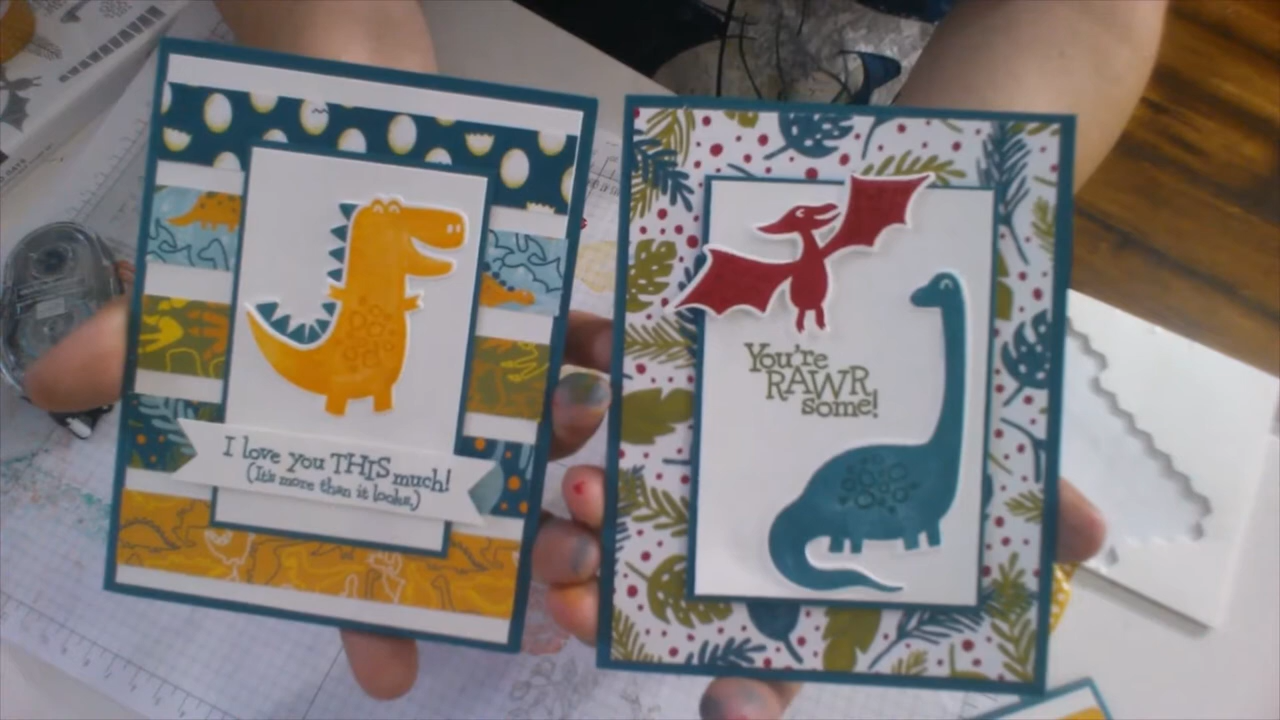 I love you THIS much!
(It's more than it looks.)
You're
RAWR
some!